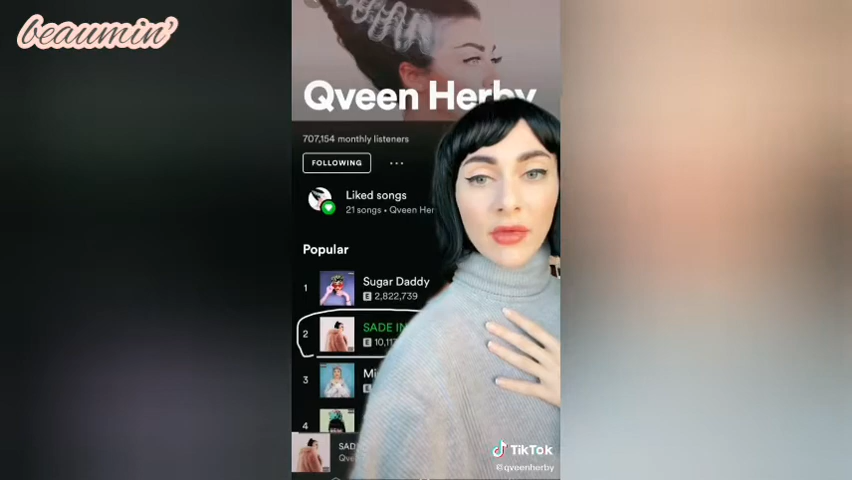 beaumin'
Qveen Herby
707,154 monthly listeners
FOLLOWING
Liked songs
21 songs • Qveen Her
Popular
1
Sugar Daddy
E 2,822,739
2
SADE IN
E 10,11
3
Mi
E
4
SAD
Qve
TikTok
@qveenherby